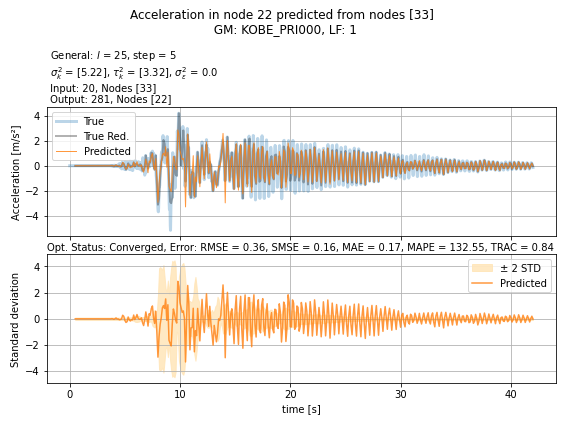 Acceleration in node 22 predicted from nodes [33]
GM: KOBE_PRI000, LF: 1
General: l = 25, step = 5
σ²ₖ = [5.22], τ²ₖ = [3.32], σ²ε = 0.0
Input: 20, Nodes [33]
Output: 281, Nodes [22]
Acceleration [m/s²]
4
2
0
−2
−4
True
True Red.
Predicted
Opt. Status: Converged, Error: RMSE = 0.36, SMSE = 0.16, MAE = 0.17, MAPE = 132.55, TRAC = 0.84
Standard deviation
4
2
0
−2
−4
± 2 STD
Predicted
0 10 20 30 40
time [s]